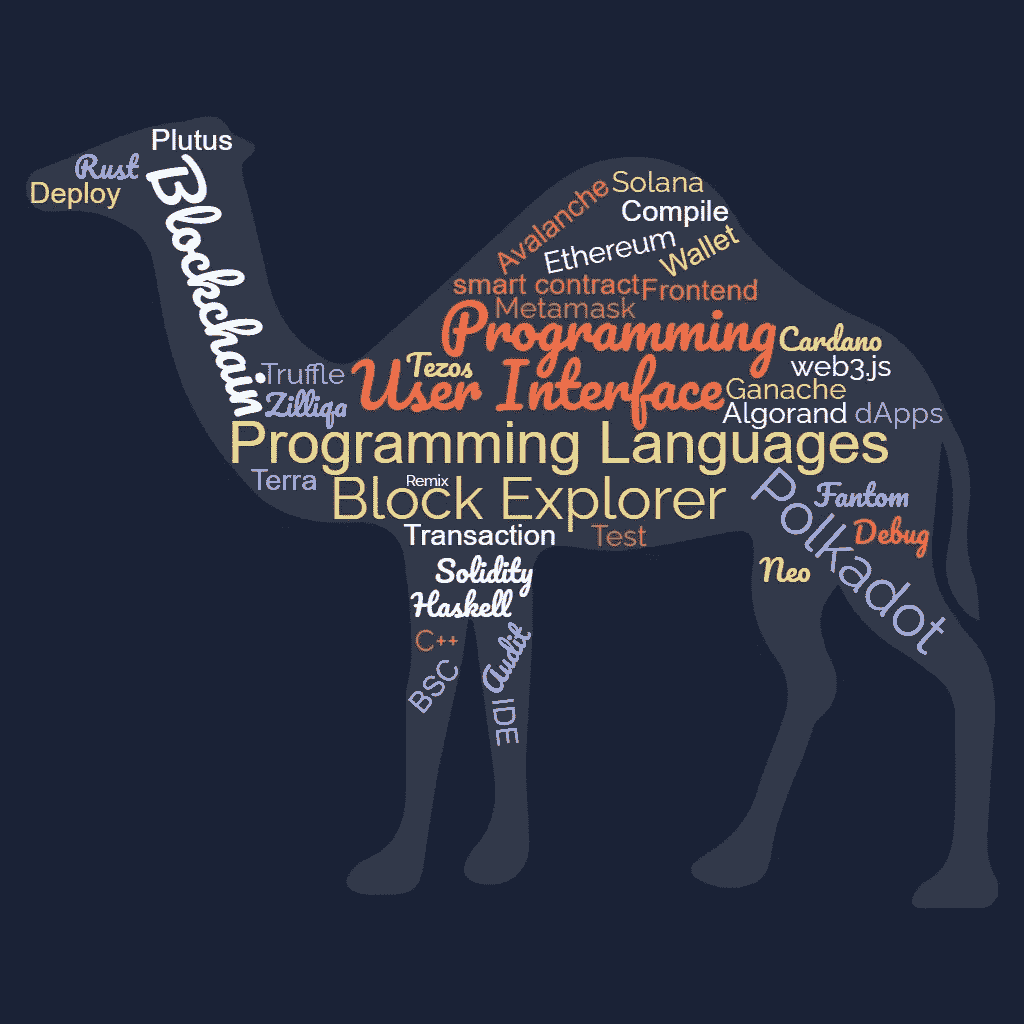 Plutus
Rust
Deploy
Blockchain
Avalanche
Solana
Compile
Ethereum
Wallet
smart contract
Frontend
Metamask
Programming
Cardano
Tezos
web3.js
Truffle
User Interface
Ganache
Zilliqa
Algorand
dApps
Programming Languages
Terra
Remix
Block Explorer
Polkadot
Fantom
Transaction
Test
Debug
Solidity
Neo
Haskell
C++
Audit
BSC
IDE